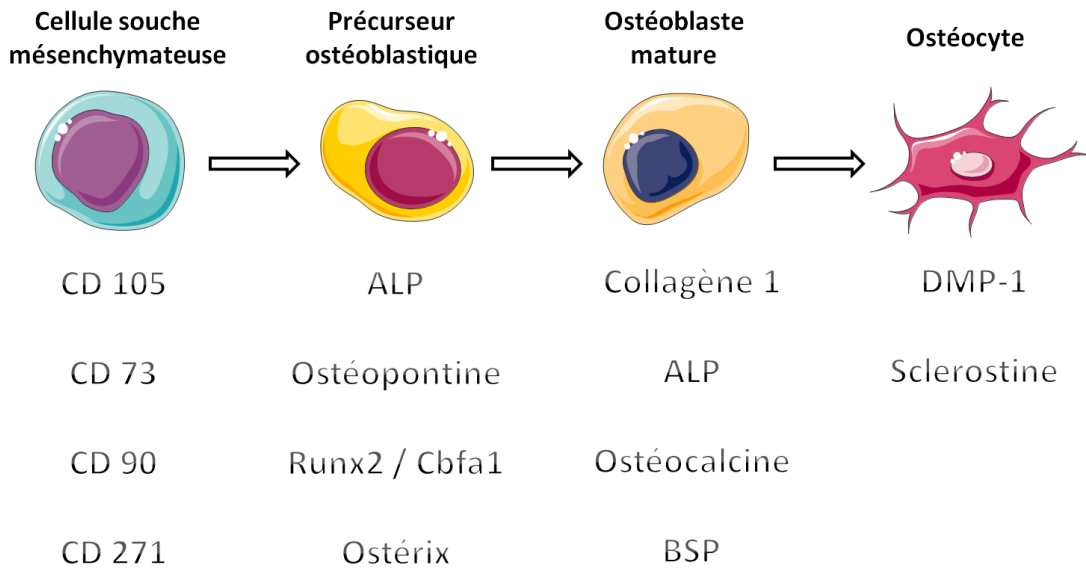 Cellule souche
mésenchymateuse
Précurseur
ostéoblastique
Ostéoblaste
mature
Ostéocyte
CD 105
ALP
Collagène 1
DMP-1
CD 73
Ostéopontine
ALP
Sclerostine
CD 90
Runx2 / Cbfa1
Ostéocalcine
CD 271
Ostérix
BSP